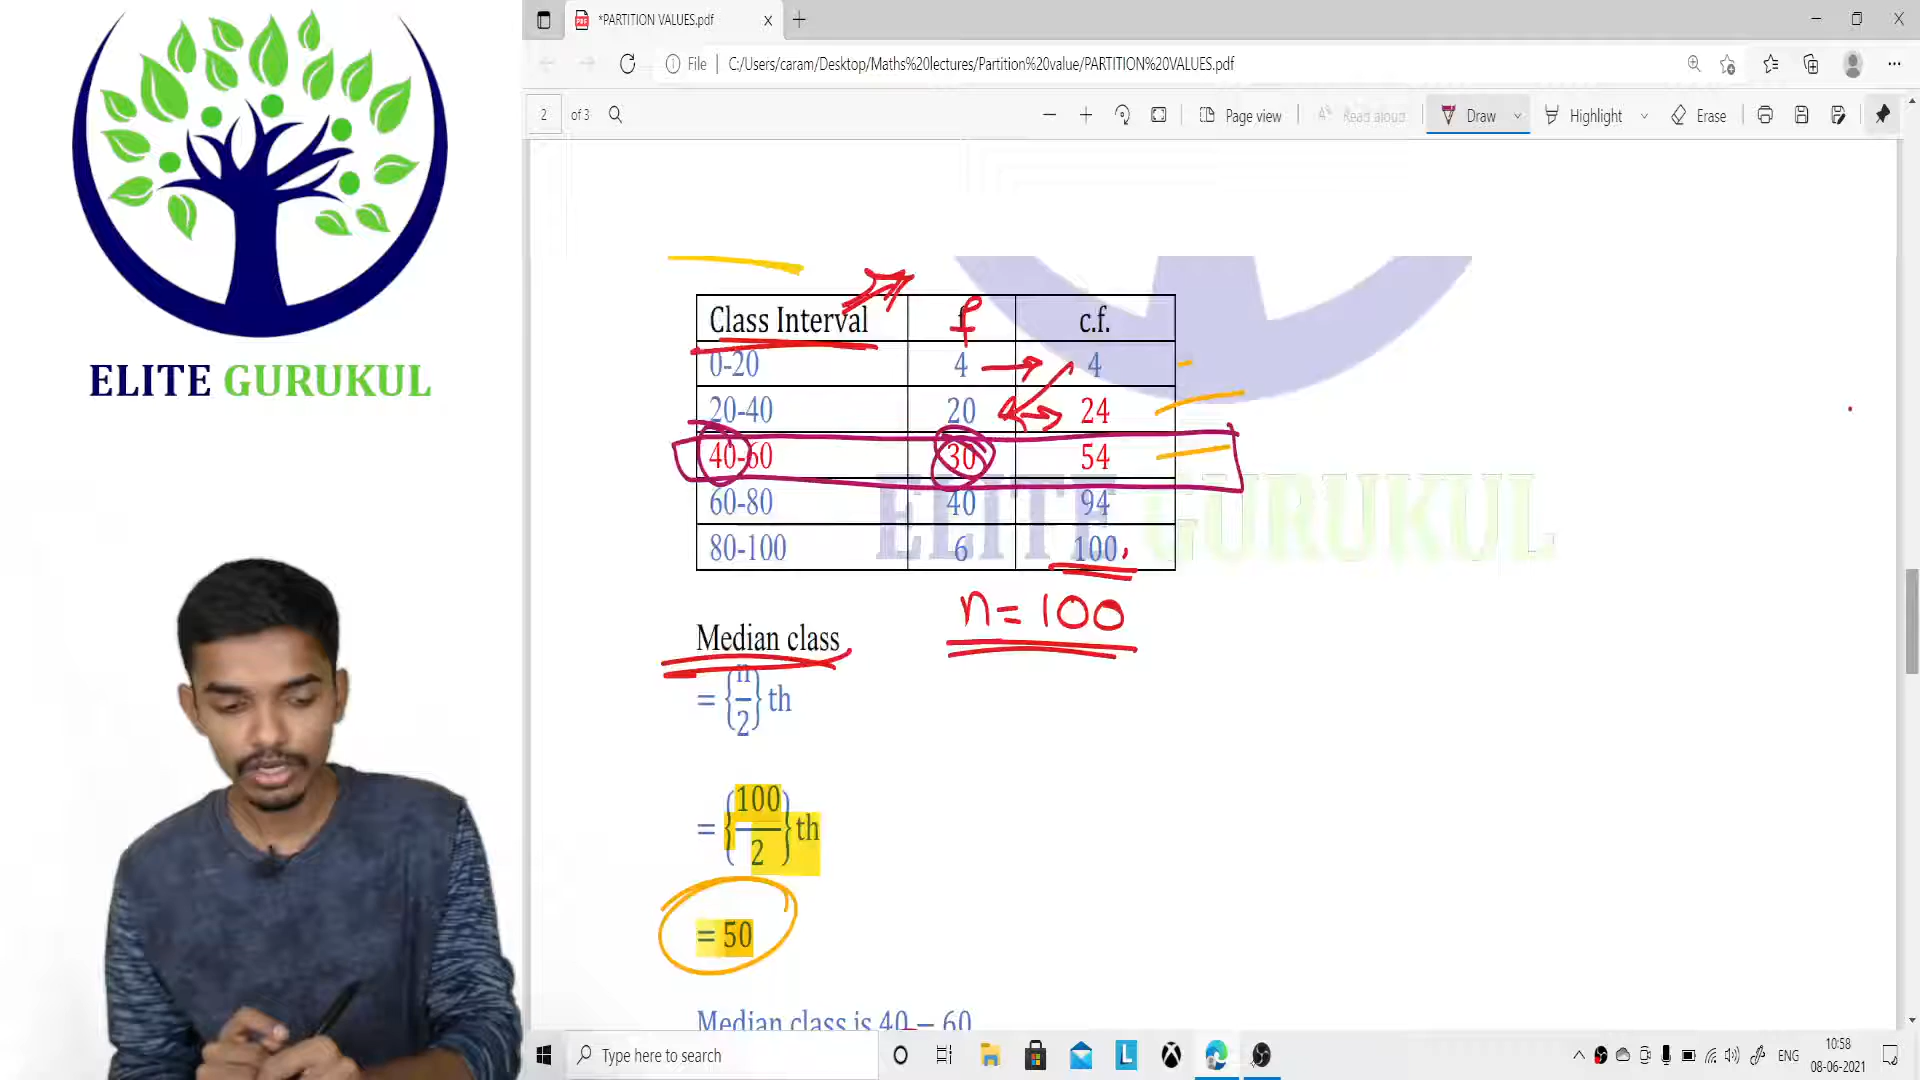 *PARTITION VALUES.pdf
File C:/Users/caram/Desktop/Maths%20lectures/Partition%20value/PARTITION%20VALUES.pdf
2 of 3 Page view Read aloud Draw Highlight Erase
ELITE GURUKUL
Class Interval f c.f.
0-20 4 4
20-40 20 24
40-60 30 54
60-80 40 94
80-100 6 100
ELITE GURUKUL
n = 100
Median class
= {n/2} th
= {100/2} th
= 50
Median class is 40 – 60
Type here to search
ENG
10:58
08-06-2021